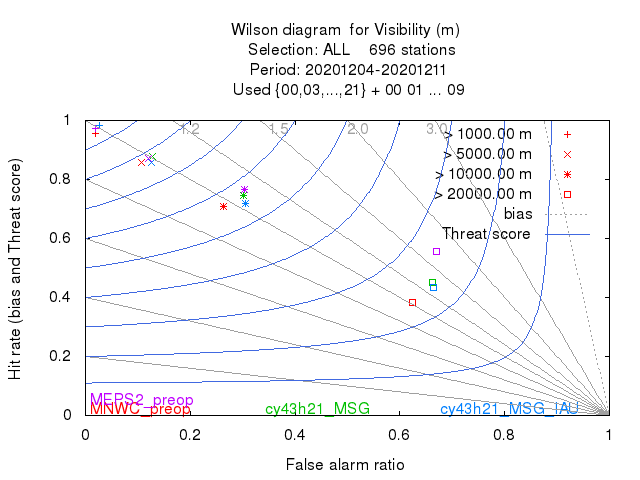 Wilson diagram  for Visibility (m)
Selection: ALL    696 stations
Period: 20201204-20201211
Used {00,03,...,21} + 00 01 ... 09
1
0.8
0.6
0.4
0.2
0
Hit rate (bias and Threat score)
1.2
1.5
2.0
3.0
> 1000.00 m
> 5000.00 m
> 10000.00 m
> 20000.00 m
bias
Threat score
MEPS2_preop
MNWC_preop
cy43h21_MSG
cy43h21_MSG_IAU
0 0.2 0.4 0.6 0.8 1
False alarm ratio